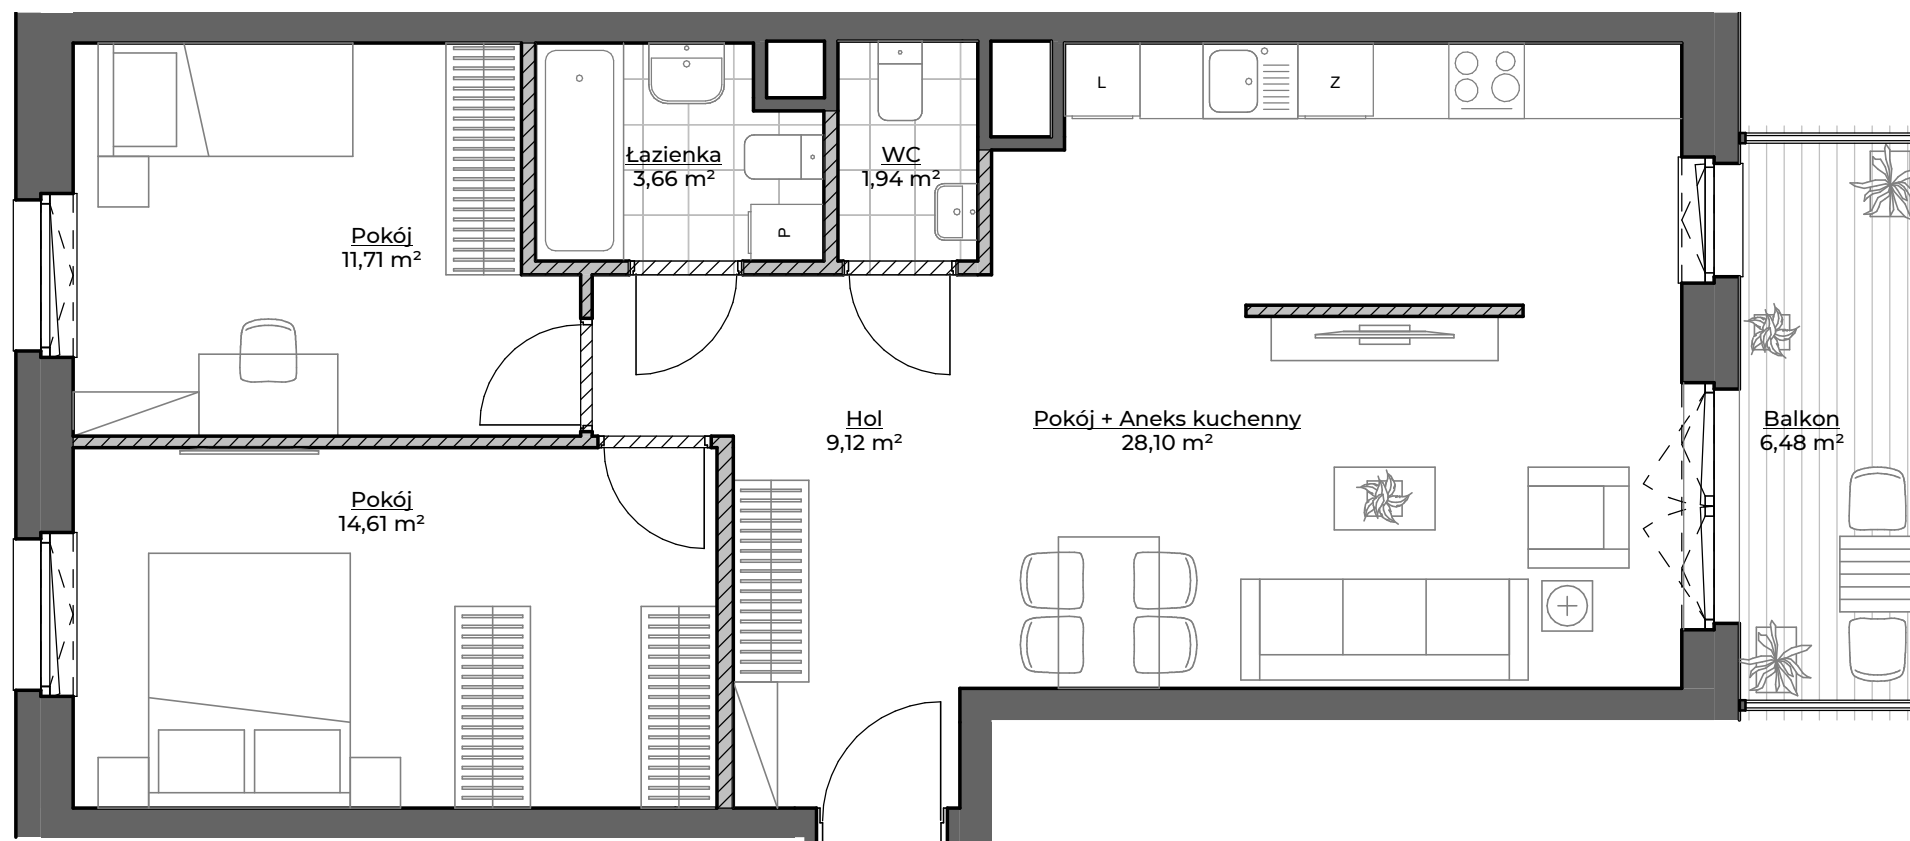 L
Z
Łazienka
3,66 m²
WC
1,94 m²
P
Pokój
11,71 m²
Hol
9,12 m²
Pokój + Aneks kuchenny
28,10 m²
Balkon
6,48 m²
Pokój
14,61 m²